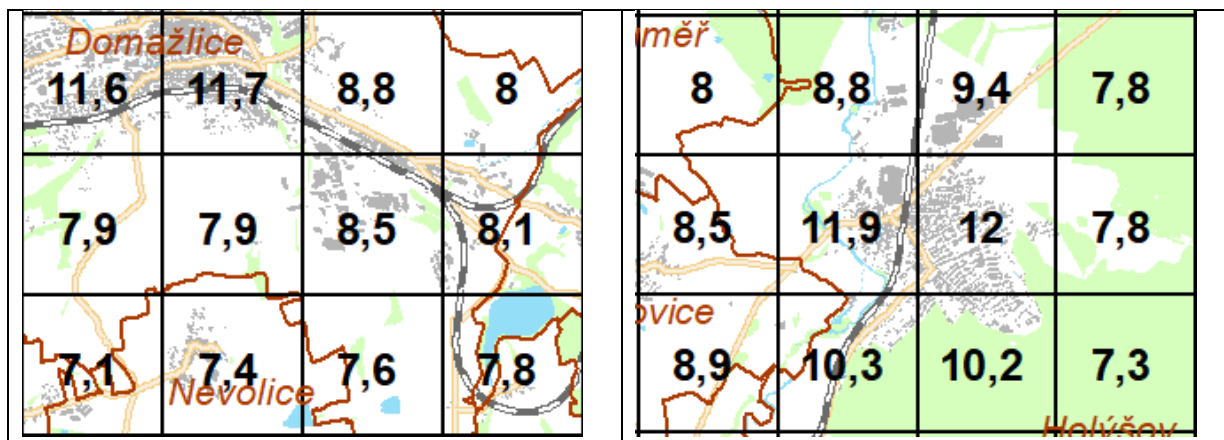 Domažlice
11,6 11,7 8,8 8
7,9 7,9 8,5 8,1
7,1 7,4 7,6 7,8
Nevolice
měř
8 8,8 9,4 7,8
8,5 11,9 12 7,8
ovice
8,9 10,3 10,2 7,3
Holýšov